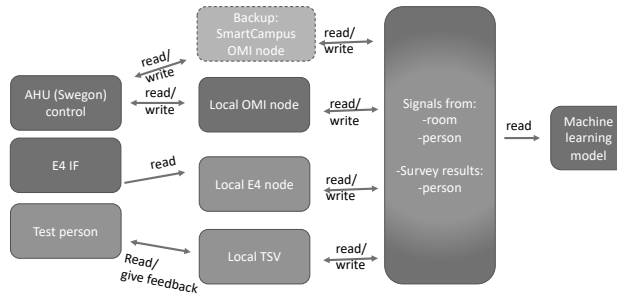 Backup:
SmartCampus
OMI node
read/
write
read/
write
AHU (Swegon)
control
read/
write
Local OMI node
read/
write
Signals from:
-room
-person
-Survey results:
-person
read
Machine
learning
model
E4 IF
read
Local E4 node
read/
write
Test person
Read/
give feedback
Local TSV
read/
write